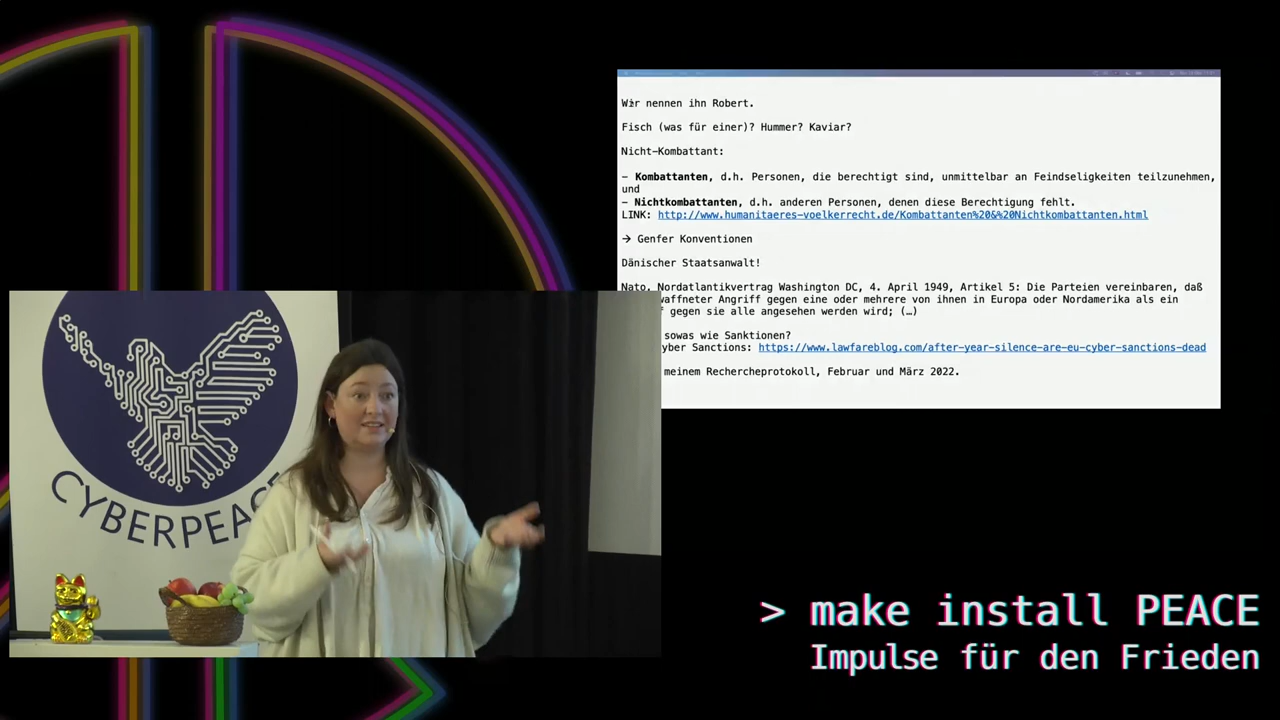 Wir nennen ihn Robert.
Fisch (was für einer)? Hummer? Kaviar?
Nicht-Kombattant:
– Kombattanten, d.h. Personen, die berechtigt sind, unmittelbar an Feindseligkeiten teilzunehmen,
und
– Nichtkombattanten, d.h. anderen Personen, denen diese Berechtigung fehlt.
LINK: http://www.humanitaeres-voelkerrecht.de/Kombattanten%20&%20Nichtkombattanten.html
→ Genfer Konventionen
Dänischer Staatsanwalt!
Nato, Nordatlantikvertrag Washington DC, 4. April 1949, Artikel 5: Die Parteien vereinbaren, daß
waffneter Angriff gegen eine oder mehrere von ihnen in Europa oder Nordamerika als ein
gegen sie alle angesehen werden wird; (…)
sowas wie Sanktionen?
yber Sanctions: https://www.lawfareblog.com/after-year-silence-are-eu-cyber-sanctions-dead
meinem Rechercheprotokoll, Februar und März 2022.
CYBERPEACE
> make install PEACE
Impulse für den Frieden